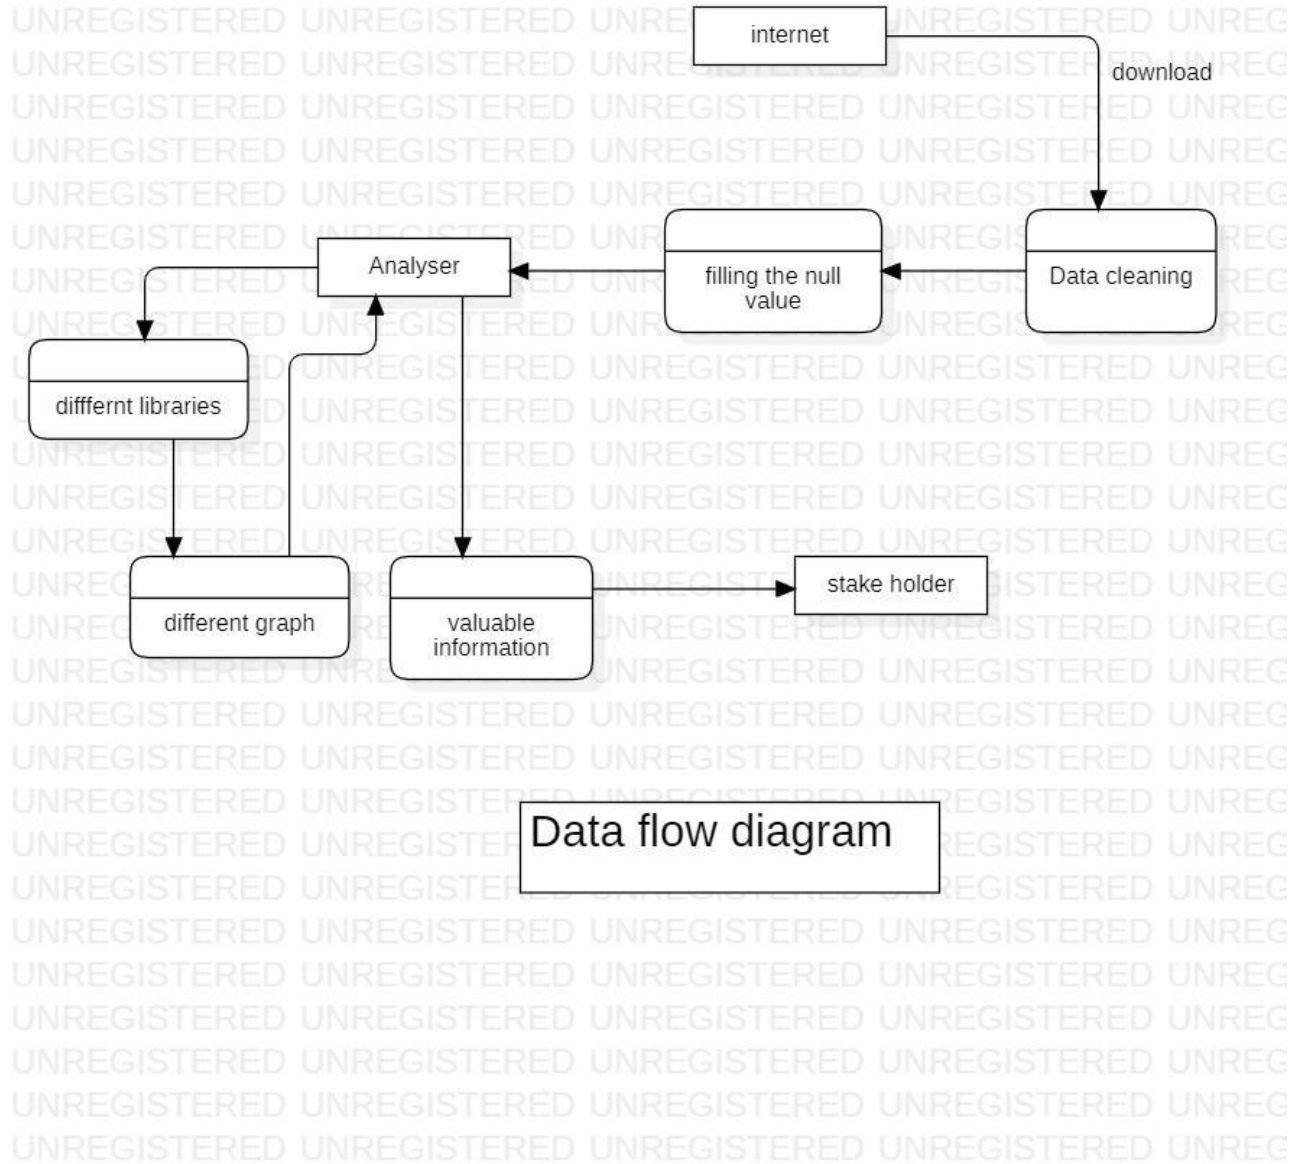 UNREGISTERED
internet
download
Analyser
filling the null
value
Data cleaning
difffernt libraries
different graph
valuable
information
stake holder
Data flow diagram